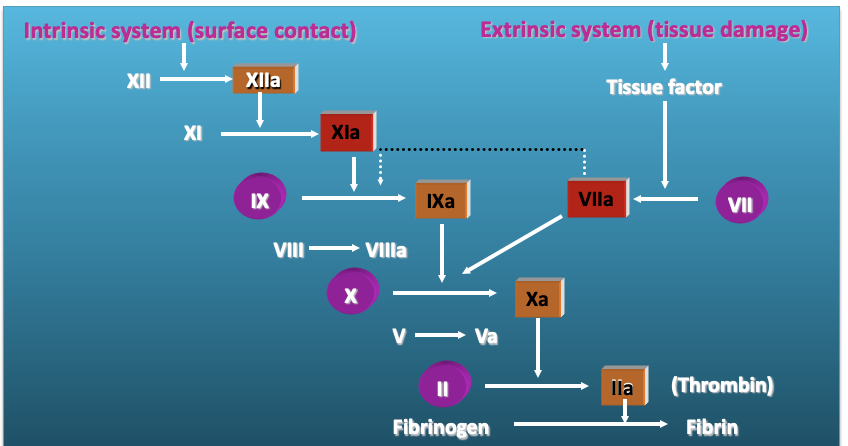 Intrinsic system (surface contact)
Extrinsic system (tissue damage)
XII
XIIa
Tissue factor
XI
XIa
IX
IXa
VIIa
VII
VIII
VIIIa
X
Xa
V
Va
II
IIa
(Thrombin)
Fibrinogen
Fibrin